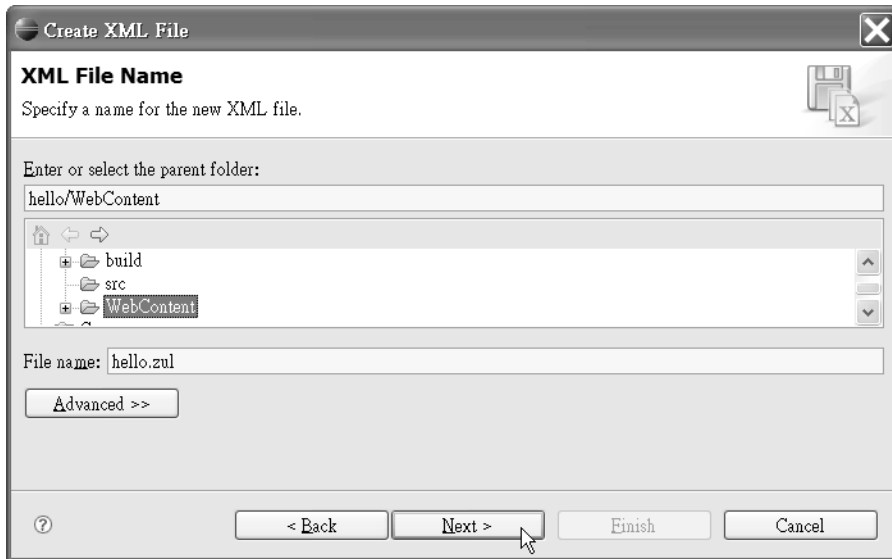 Create XML File
XML File Name
Specify a name for the new XML file.
X
Enter or select the parent folder:
hello/WebContent
build
src
WebContent
File name: hello.zul
Advanced >>
< Back Next > Finish Cancel